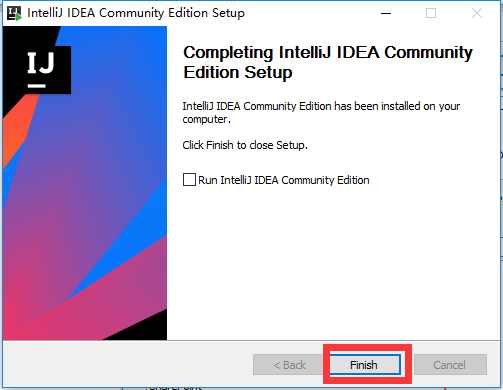 IntelliJ IDEA Community Edition Setup
IJ
Completing IntelliJ IDEA Community
Edition Setup
IntelliJ IDEA Community Edition has been installed on your
computer.
Click Finish to close Setup.
Run IntelliJ IDEA Community Edition
< Back
Finish
Cancel